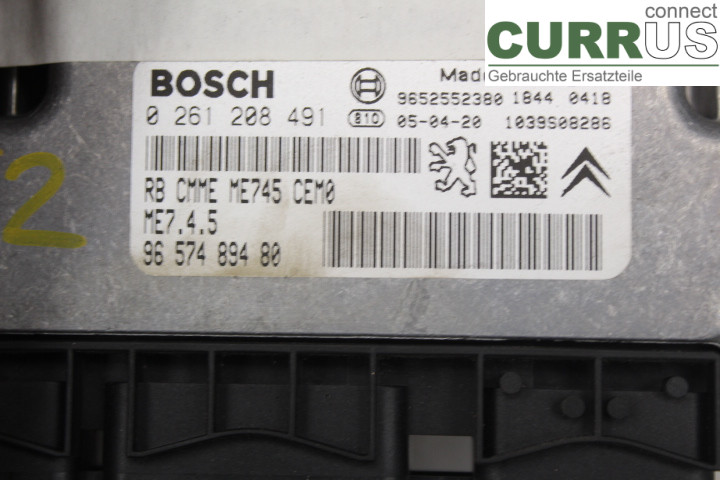 connect
CURRUS
Gebrauchte Ersatzteile
BOSCH
Made
0 261 208 491
9652552380 1844 0418
810 05-04-20 1039S08286
RB CMME ME745 CEM0
ME7.4.5
96 574 894 80
2